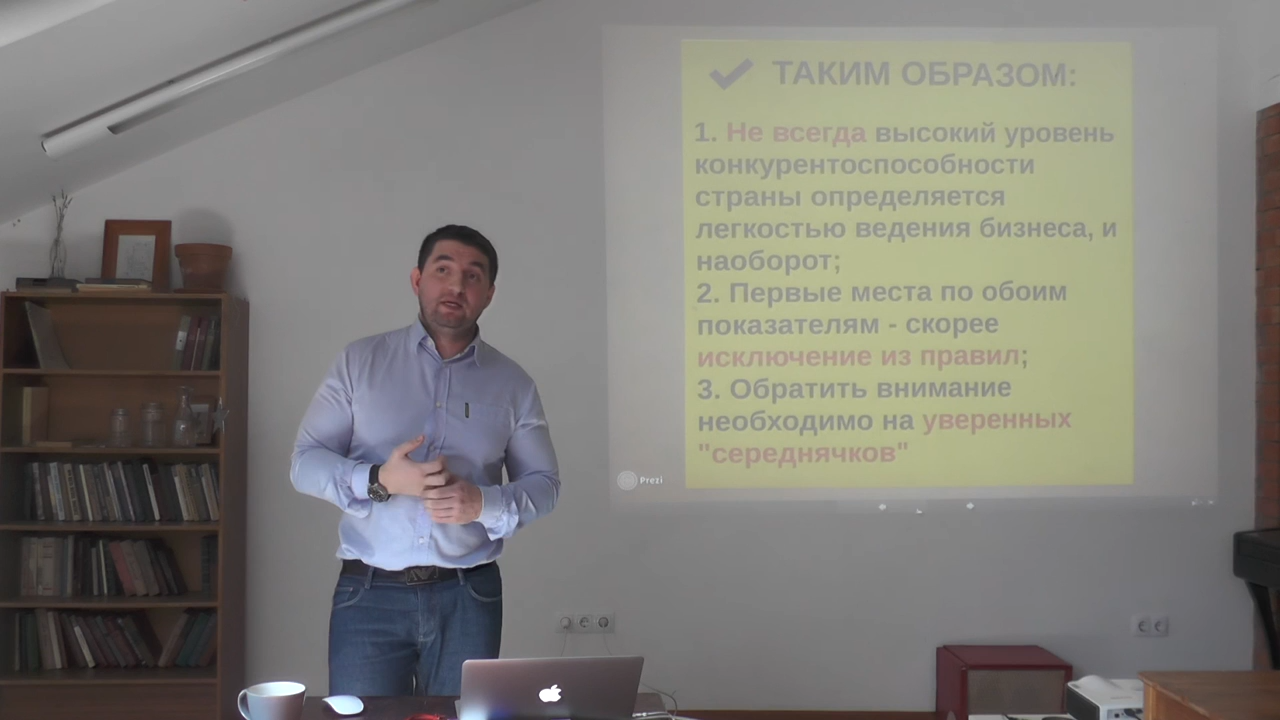 ТАКИМ ОБРАЗОМ:
1. Не всегда высокий уровень
конкурентоспособности
страны определяется
легкостью ведения бизнеса, и
наоборот;
2. Первые места по обоим
показателям - скорее
исключение из правил;
3. Обратить внимание
необходимо на уверенных
"середнячков"
Prezi